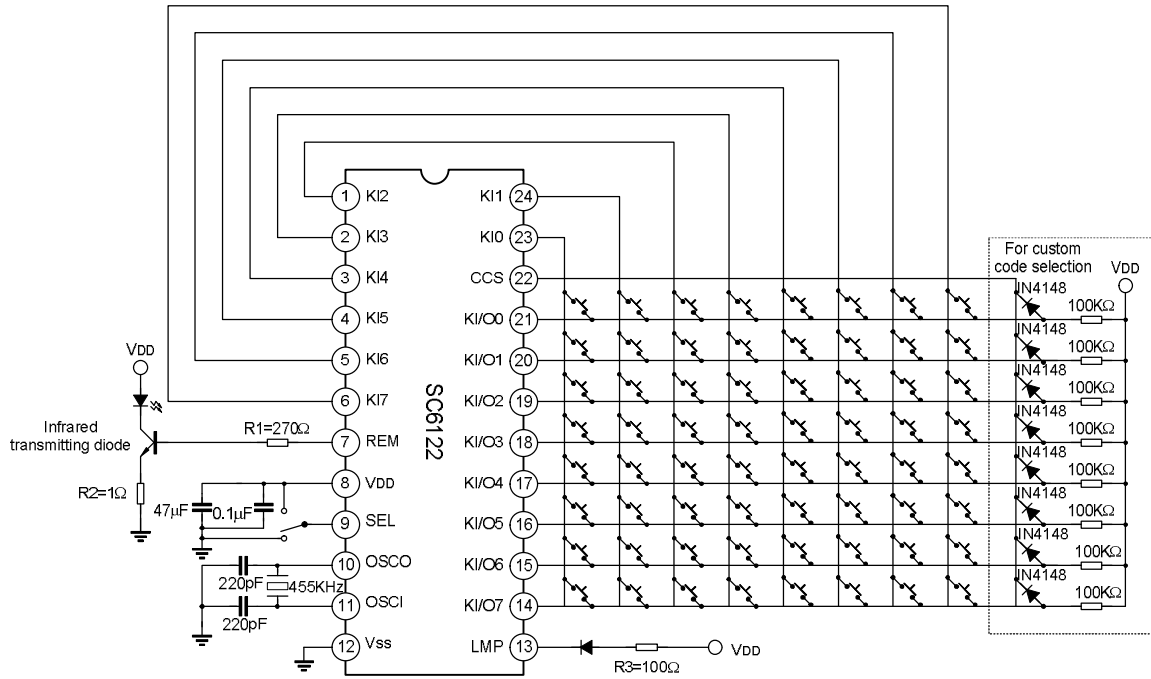 1 KI2
2 KI3
3 KI4
4 KI5
5 KI6
6 KI7
7 REM
8 VDD
9 SEL
10 OSCO
11 OSCI
12 Vss
SC6122
KI1 24
KI0 23
CCS 22
KI/O0 21
KI/O1 20
KI/O2 19
KI/O3 18
KI/O4 17
KI/O5 16
KI/O6 15
KI/O7 14
LMP 13
VDD
Infrared
transmitting diode
R1=270Ω
R2=1Ω
47μF
0.1μF
220pF
455KHz
220pF
R3=100Ω
VDD
For custom
code selection
VDD
IN4148
100KΩ
IN4148
100KΩ
IN4148
100KΩ
IN4148
100KΩ
IN4148
100KΩ
IN4148
100KΩ
IN4148
100KΩ
IN4148
100KΩ